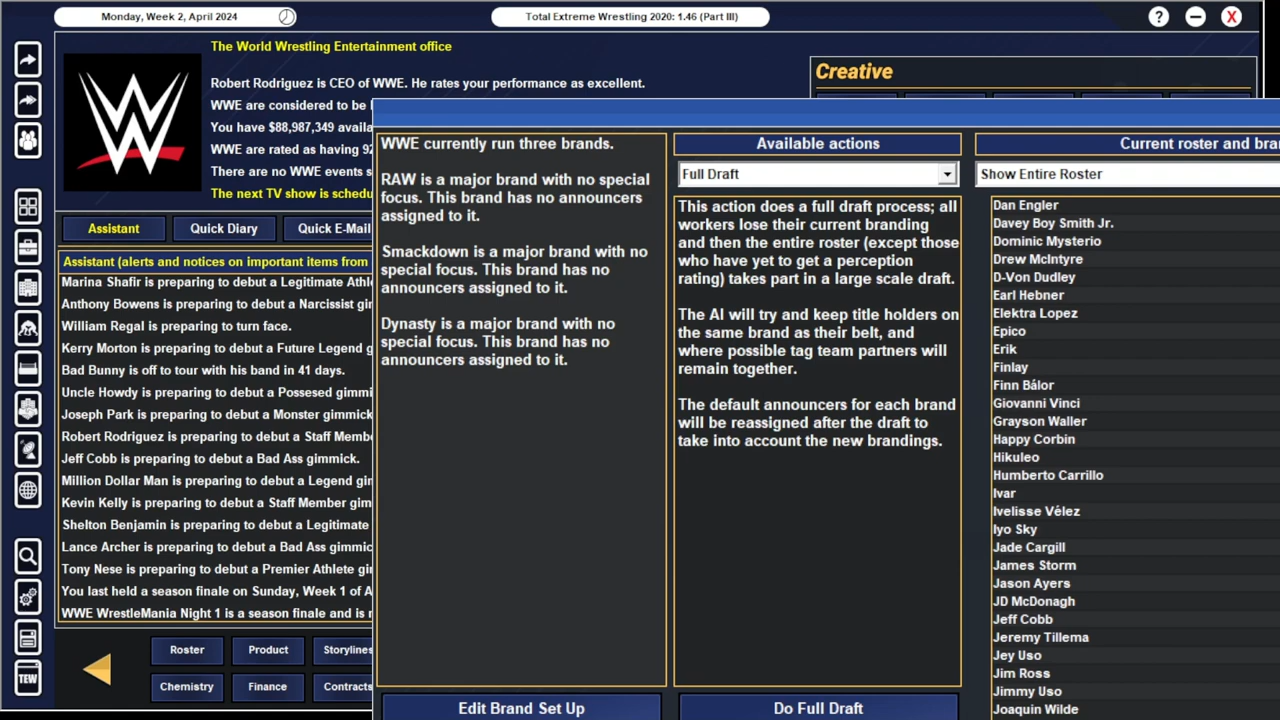 Monday, Week 2, April 2024
Total Extreme Wrestling 2020: 1.46 (Part III)
?
X
The World Wrestling Entertainment office
Robert Rodriguez is CEO of WWE. He rates your performance as excellent.
WWE are considered to be
You have $88,987,349 availa
WWE are rated as having 92
There are no WWE events s
The next TV show is schedu
Creative
Assistant
Quick Diary
Quick E-Mail
Assistant (alerts and notices on important items from
Marina Shafir is preparing to debut a Legitimate Athl
Anthony Bowens is preparing to debut a Narcissist gi
William Regal is preparing to turn face.
Kerry Morton is preparing to debut a Future Legend g
Bad Bunny is off to tour with his band in 41 days.
Uncle Howdy is preparing to debut a Possesed gimmic
Joseph Park is preparing to debut a Monster gimmick
Robert Rodriguez is preparing to debut a Staff Membe
Jeff Cobb is preparing to debut a Bad Ass gimmick.
Million Dollar Man is preparing to debut a Legend gi
Kevin Kelly is preparing to debut a Staff Member gim
Shelton Benjamin is preparing to debut a Legitimate
Lance Archer is preparing to debut a Bad Ass gimmic
Tony Nese is preparing to debut a Premier Athlete gi
You last held a season finale on Sunday, Week 1 of A
WWE WrestleMania Night 1 is a season finale and is
Roster
Product
Storylines
Chemistry
Finance
Contracts
TEW
WWE currently run three brands.
RAW is a major brand with no special
focus. This brand has no announcers
assigned to it.
Smackdown is a major brand with no
special focus. This brand has no
announcers assigned to it.
Dynasty is a major brand with no
special focus. This brand has no
announcers assigned to it.
Edit Brand Set Up
Available actions
Full Draft
This action does a full draft process; all
workers lose their current branding
and then the entire roster (except those
who have yet to get a perception
rating) takes part in a large scale draft.
The AI will try and keep title holders on
the same brand as their belt, and
where possible tag team partners will
remain together.
The default announcers for each brand
will be reassigned after the draft to
take into account the new brandings.
Do Full Draft
Current roster and bran
Show Entire Roster
Dan Engler
Davey Boy Smith Jr.
Dominic Mysterio
Drew McIntyre
D-Von Dudley
Earl Hebner
Elektra Lopez
Epico
Erik
Finlay
Finn Bálor
Giovanni Vinci
Grayson Waller
Happy Corbin
Hikuleo
Humberto Carrillo
Ivar
Ivelisse Vélez
Iyo Sky
Jade Cargill
James Storm
Jason Ayers
JD McDonagh
Jeff Cobb
Jeremy Tillema
Jey Uso
Jim Ross
Jimmy Uso
Joaquin Wilde